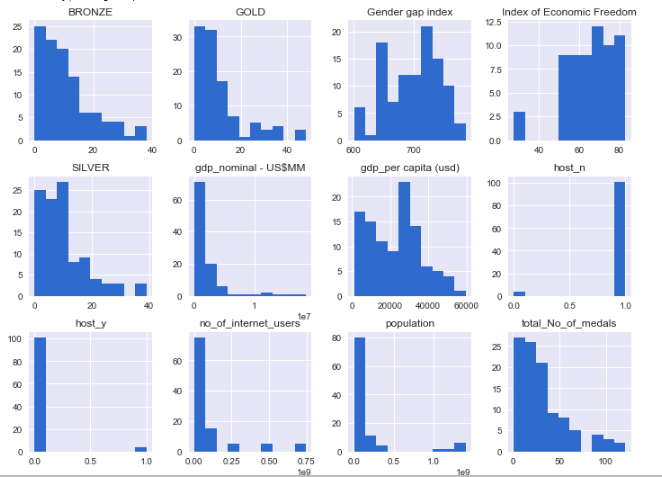 BRONZE GOLD Gender gap index Index of Economic Freedom
25 20 15 10 5 0
0 20 40
30 20 10 0
0 20 40
20 15 10 5 0
600 700
12.5 10.0 7.5 5.0 2.5 0.0
40 60 80
SILVER gdp_nominal - US$MM gdp_per capita (usd) host_n
25 20 15 10 5 0
0 20 40
60 40 20 0
0 1
1e7
20 15 10 5 0
0 20000 40000 60000
100 80 60 40 20 0
0.0 0.5 1.0
host_y no_of_internet_users population total_No_of_medals
100 80 60 40 20 0
0.0 0.5 1.0
60 40 20 0
0.00 0.25 0.50 0.75
1e9
80 60 40 20 0
0.0 0.5 1.0
1e9
25 20 15 10 5 0
0 50 100